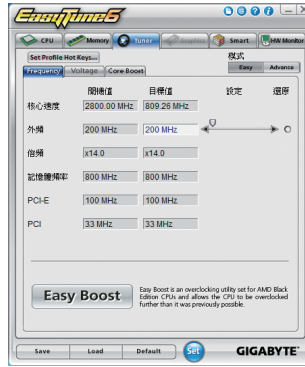 EasyTune6
CPU Memory Tuner Graphics Smart HW Monitor
Set Profile Hot Keys... 模式
Easy Advance
Frequency Voltage Core Boost
開機值 目標值 設定 還原
核心速度 2800.00 MHz 809.26 MHz
外頻 200 MHz 200 MHz
倍頻 x14.0 x14.0
記憶體頻率 800 MHz 800 MHz
PCI-E 100 MHz 100 MHz
PCI 33 MHz 33 MHz
Easy Boost Easy Boost is an overclocking utility set for AMD Black
Edition CPUs and allows the CPU to be overclocked
further than it was previously possible.
Save Load Default Set GIGABYTE